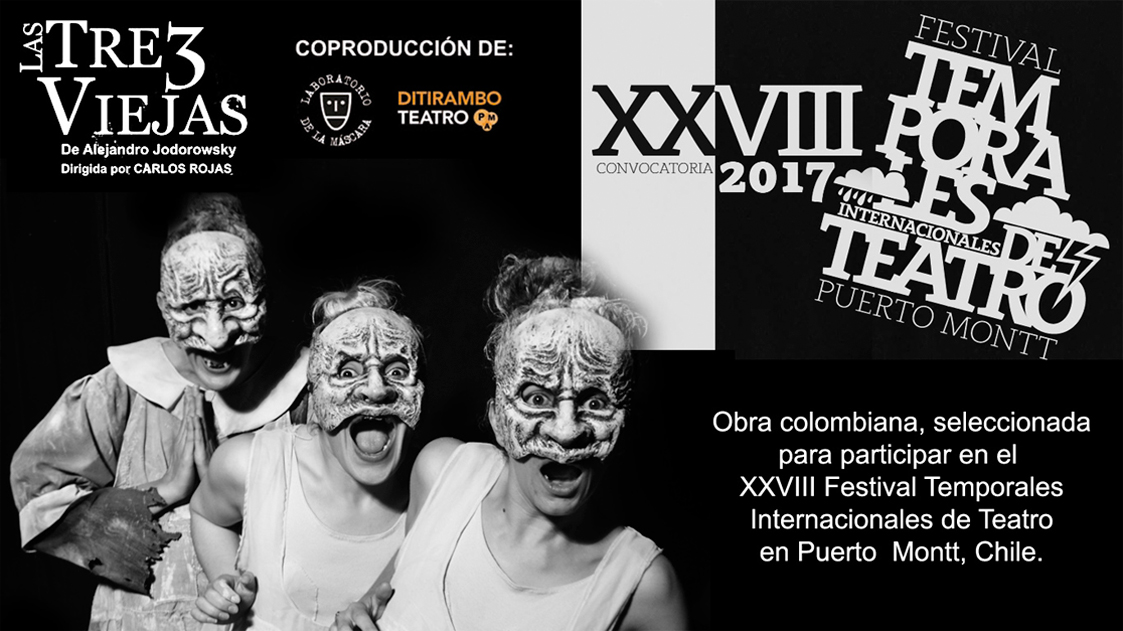 LAS
TRE3
VIEJAS
De Alejandro Jodorowsky
Dirigida por CARLOS ROJAS
COPRODUCCIÓN DE:
LABORATORIO
DE LA MÁSCARA
DITIRAMBO
TEATRO PMA
XXVIII
CONVOCATORIA
2017
FESTIVAL
TEM
PORA
LES
INTERNACIONALES
DE
TEATRO
PUERTO MONTT
Obra colombiana, seleccionada
para participar en el
XXVIII Festival Temporales
Internacionales de Teatro
en Puerto Montt, Chile.